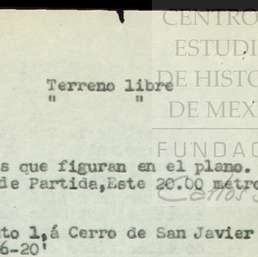 CENTRO
ESTUDI
DE HISTO
DE MEX
FUNDAC
Carlos
Terreno libre
" "
s que figuran en el plano.
de Partida,Este 20.00 metro
to 1,á Cerro de San Javier
6-20'